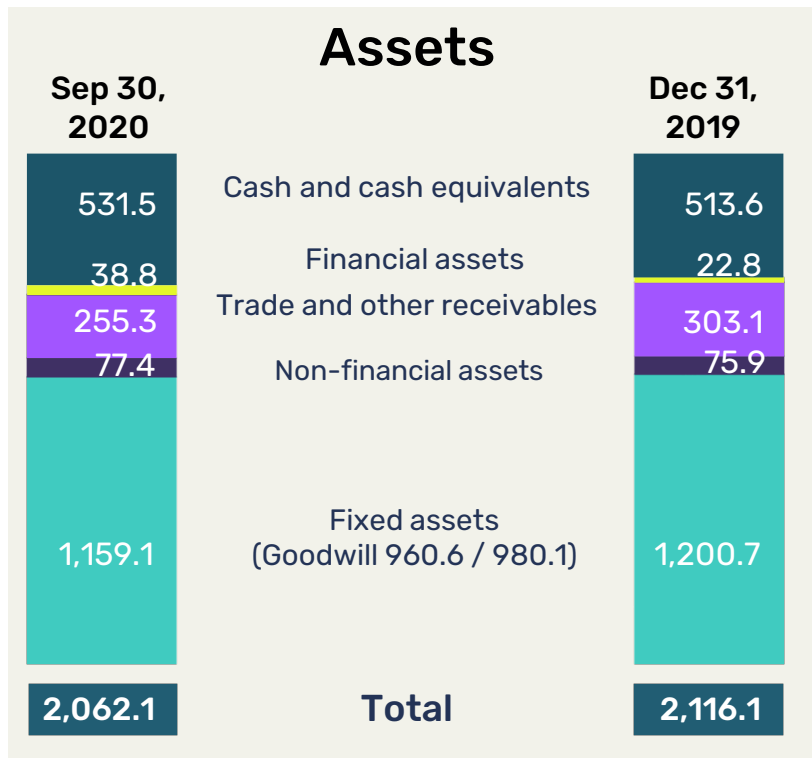 Assets
Sep 30,
2020
Dec 31,
2019
531.5
Cash and cash equivalents
513.6
38.8
Financial assets
22.8
255.3
Trade and other receivables
303.1
77.4
Non-financial assets
75.9
1,159.1
Fixed assets
(Goodwill 960.6 / 980.1)
1,200.7
2,062.1
Total
2,116.1